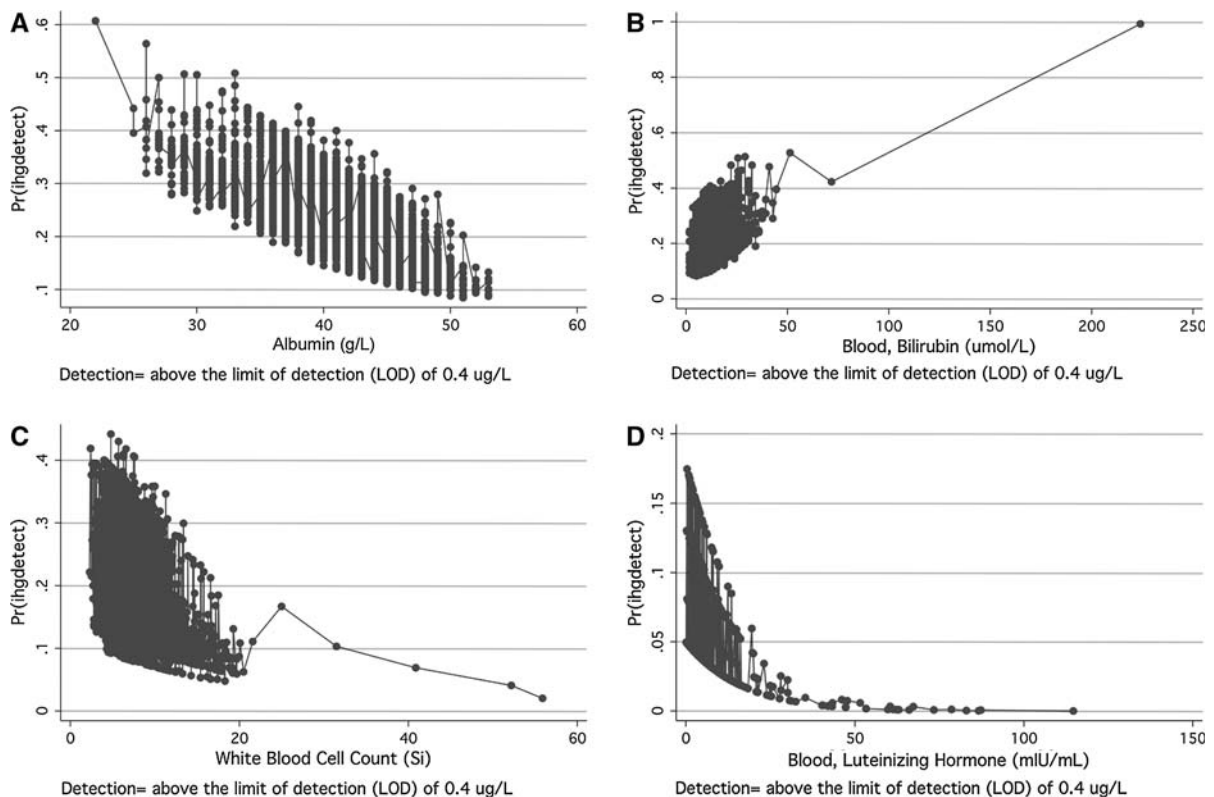 A
Pr(ihgdetect)
.6
.5
.4
.3
.2
.1
20 30 40 50 60
Albumin (g/L)
Detection= above the limit of detection (LOD) of 0.4 ug/L
B
Pr(ihgdetect)
1
.8
.6
.4
.2
0
0 50 100 150 200 250
Blood, Bilirubin (umol/L)
Detection= above the limit of detection (LOD) of 0.4 ug/L
C
Pr(ihgdetect)
.4
.3
.2
.1
0
0 20 40 60
White Blood Cell Count (Si)
Detection= above the limit of detection (LOD) of 0.4 ug/L
D
Pr(ihgdetect)
.2
.15
.1
.05
0
0 50 100 150
Blood, Luteinizing Hormone (mIU/mL)
Detection= above the limit of detection (LOD) of 0.4 ug/L